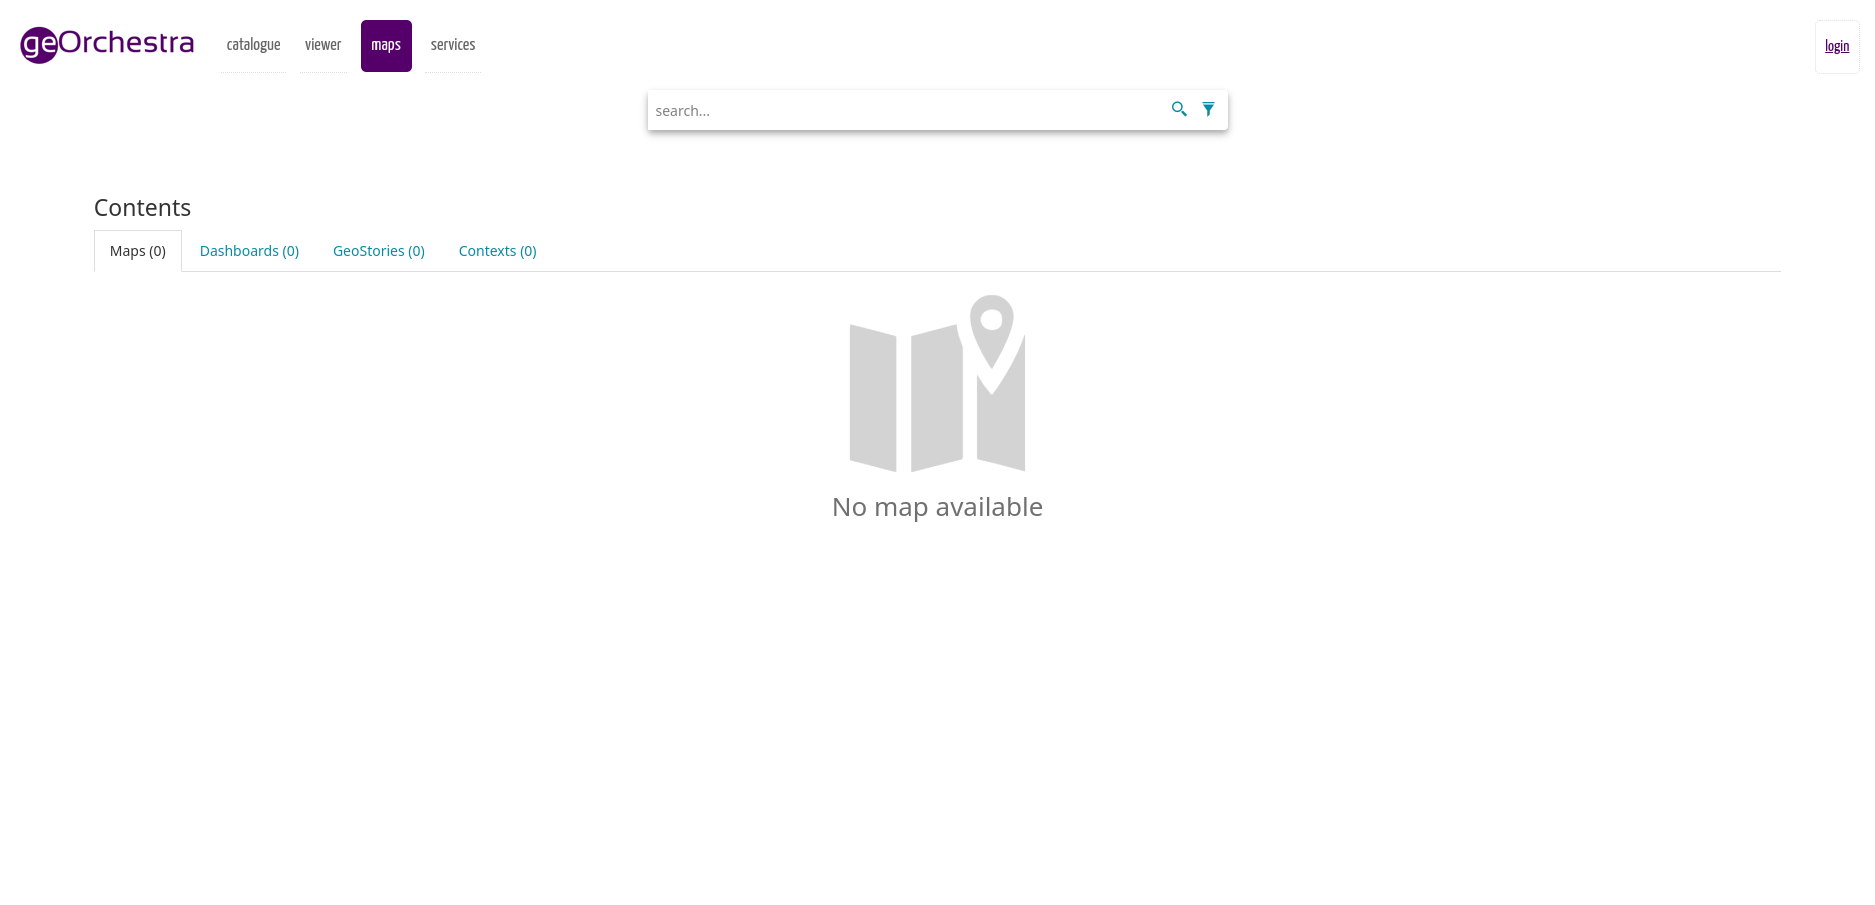 geOrchestra catalogue viewer maps services login
search...
Contents
Maps (0) Dashboards (0) GeoStories (0) Contexts (0)
No map available